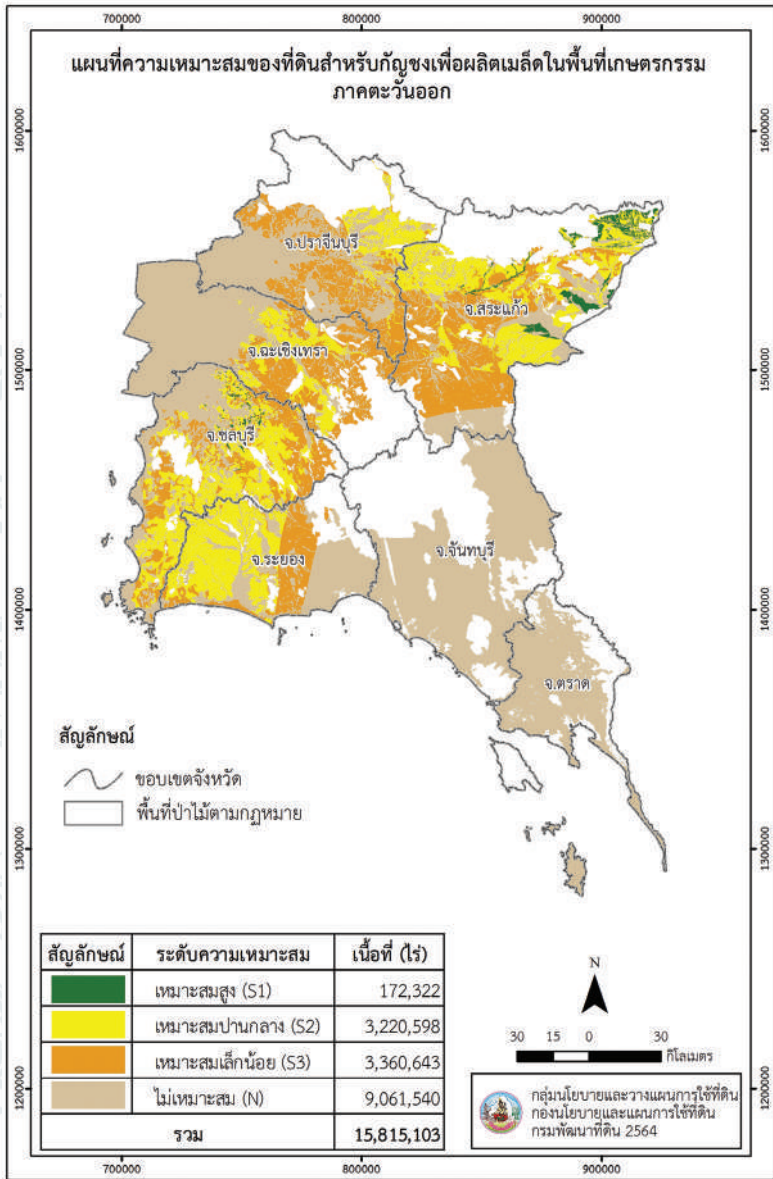 700000 800000 900000
แผนที่ความเหมาะสมของที่ดินสำหรับกัญชงเพื่อผลิตเมล็ดในพื้นที่เกษตรกรรม
ภาคตะวันออก
1600000 1600000
จ.ปราจีนบุรี
จ.สระแก้ว
จ.ฉะเชิงเทรา
1500000 1500000
จ.ชลบุรี
จ.จันทบุรี
จ.ระยอง
1400000 1400000
จ.ตราด
สัญลักษณ์
ขอบเขตจังหวัด
พื้นที่ป่าไม้ตามกฎหมาย
1300000 1300000
สัญลักษณ์ ระดับความเหมาะสม เนื้อที่ (ไร่)
เหมาะสมสูง (S1) 172,322
เหมาะสมปานกลาง (S2) 3,220,598
เหมาะสมเล็กน้อย (S3) 3,360,643
ไม่เหมาะสม (N) 9,061,540
รวม 15,815,103
N
30 15 0 30
กิโลเมตร
กลุ่มนโยบายและวางแผนการใช้ที่ดิน
กองนโยบายและแผนการใช้ที่ดิน
กรมพัฒนาที่ดิน 2564
1200000 1200000
700000 800000 900000